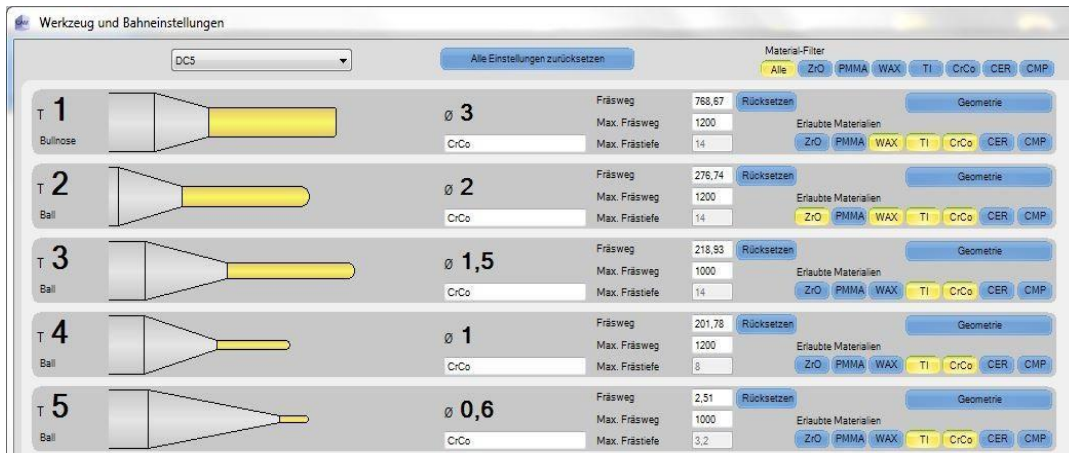 Werkzeug und Bahneinstellungen
DC5
Alle Einstellungen zurücksetzen
Material-Filter
Alle ZrO PMMA WAX TI CrCo CER CMP
T 1
Bullnose
Ø 3
CrCo
Fräsweg 768,67 Rücksetzen
Max. Fräsweg 1200
Max. Frästiefe 14
Geometrie
Erlaubte Materialien
ZrO PMMA WAX TI CrCo CER CMP
T 2
Ball
Ø 2
CrCo
Fräsweg 276,74 Rücksetzen
Max. Fräsweg 1200
Max. Frästiefe 14
Geometrie
Erlaubte Materialien
ZrO PMMA WAX TI CrCo CER CMP
T 3
Ball
Ø 1,5
CrCo
Fräsweg 218,93 Rücksetzen
Max. Fräsweg 1000
Max. Frästiefe 14
Geometrie
Erlaubte Materialien
ZrO PMMA WAX TI CrCo CER CMP
T 4
Ball
Ø 1
CrCo
Fräsweg 201,78 Rücksetzen
Max. Fräsweg 1200
Max. Frästiefe 8
Geometrie
Erlaubte Materialien
ZrO PMMA WAX TI CrCo CER CMP
T 5
Ball
Ø 0,6
CrCo
Fräsweg 2,51 Rücksetzen
Max. Fräsweg 1000
Max. Frästiefe 3,2
Geometrie
Erlaubte Materialien
ZrO PMMA WAX TI CrCo CER CMP